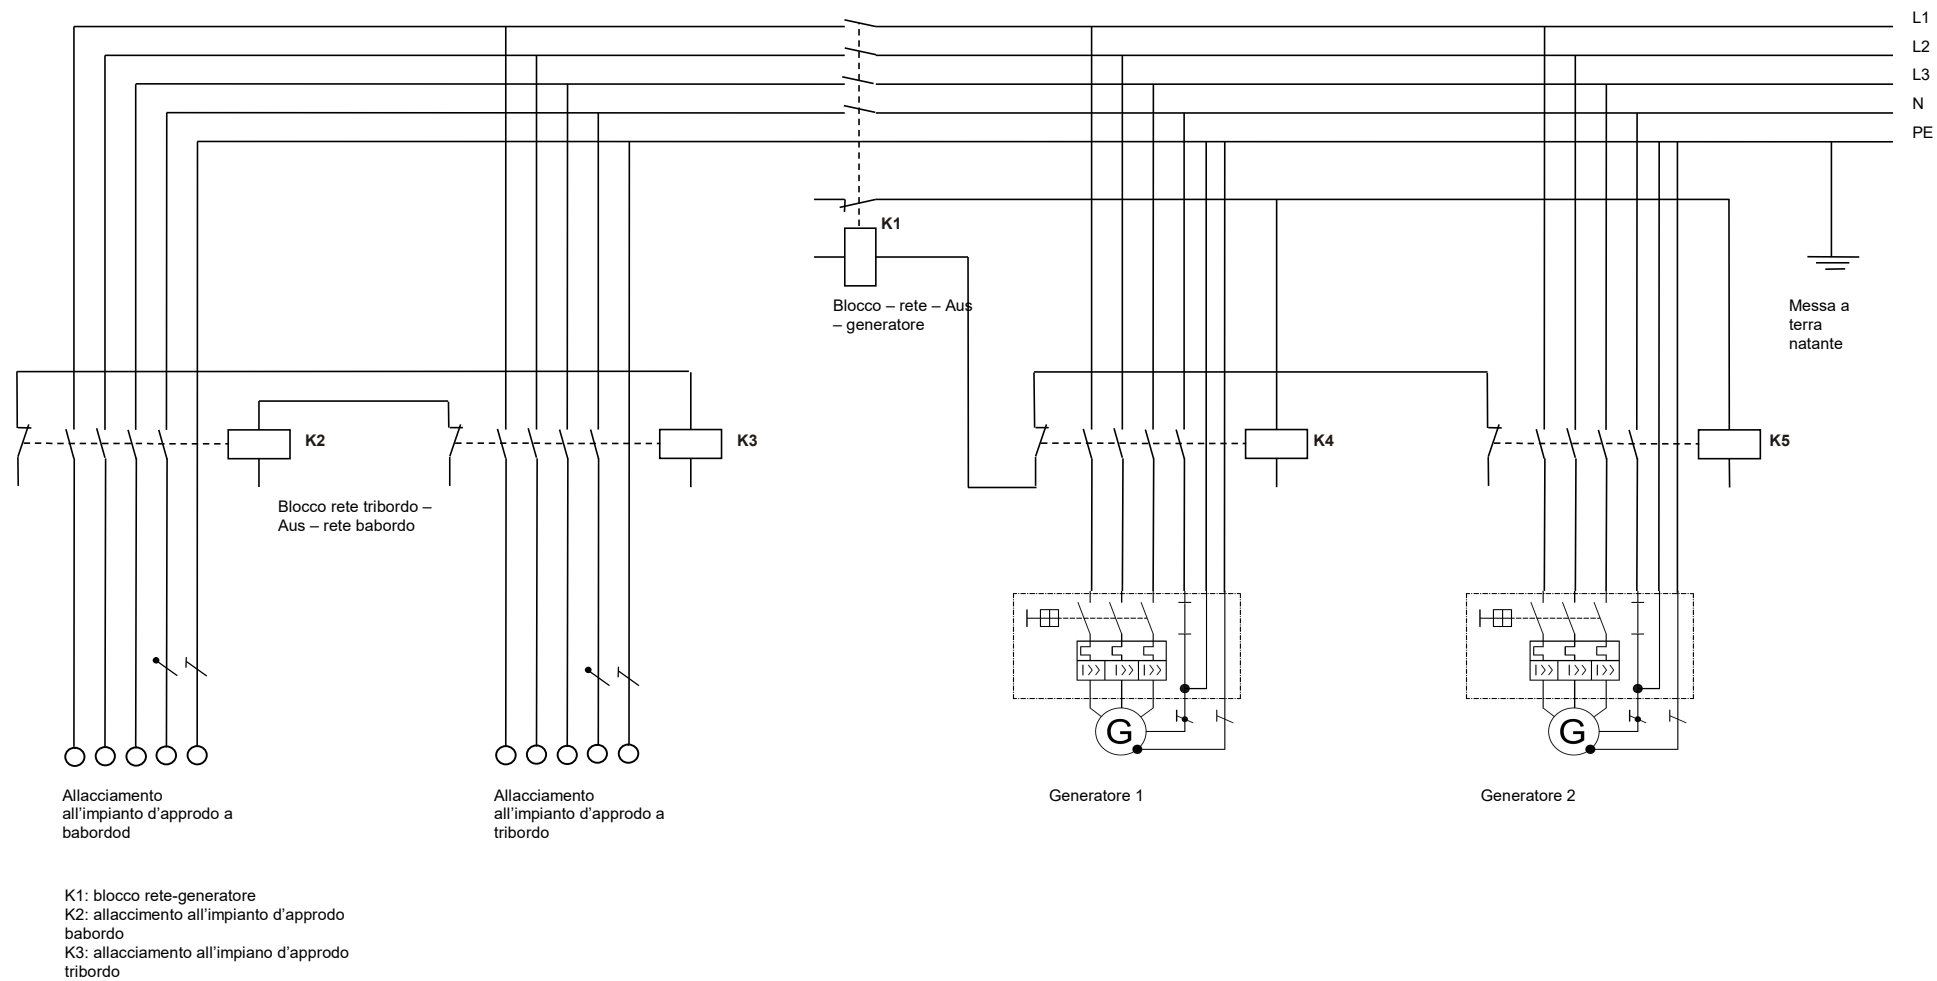 L1
L2
L3
N
PE
K1
Blocco – rete – Aus
– generatore
Messa a
terra
natante
K2
K3
K4
K5
Blocco rete tribordo –
Aus – rete babordo
G
G
Allacciamento
all’impianto d’approdo a
babordod
Allacciamento
all’impianto d’approdo a
tribordo
Generatore 1
Generatore 2
K1: blocco rete-generatore
K2: allaccimento all’impianto d’approdo
babordo
K3: allacciamento all’impiano d’approdo
tribordo